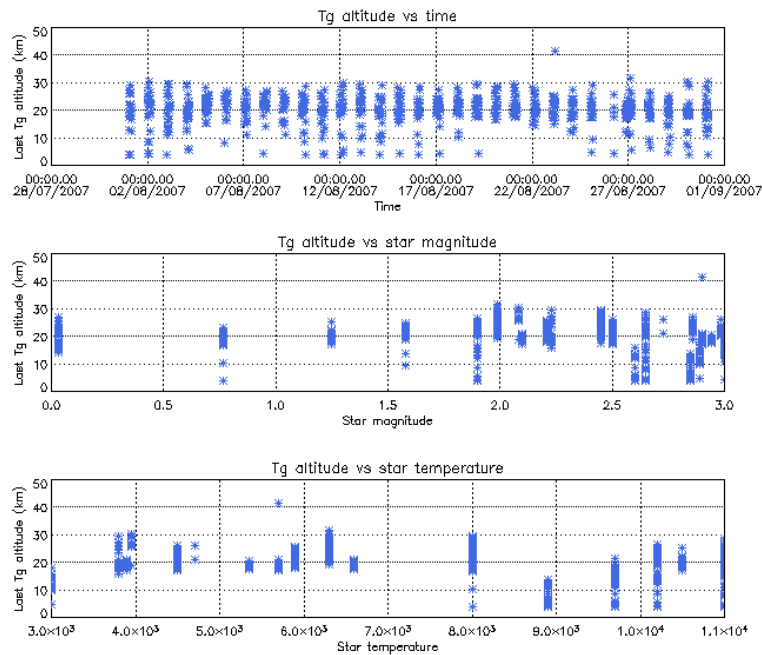 Tg altitude vs time
Last Tg altitude (km)
50
40
30
20
10
0
00:00.00 00:00.00 00:00.00 00:00.00 00:00.00 00:00.00 00:00.00 00:00.00
28/07/2007 02/08/2007 07/08/2007 12/08/2007 17/08/2007 22/08/2007 27/08/2007 01/09/2007
Time
Tg altitude vs star magnitude
Last Tg altitude (km)
50
40
30
20
10
0
0.0 0.5 1.0 1.5 2.0 2.5 3.0
Star magnitude
Tg altitude vs star temperature
Last Tg altitude (km)
50
40
30
20
10
0
3.0×10³ 4.0×10³ 5.0×10³ 6.0×10³ 7.0×10³ 8.0×10³ 9.0×10³ 1.0×10⁴ 1.1×10⁴
Star temperature